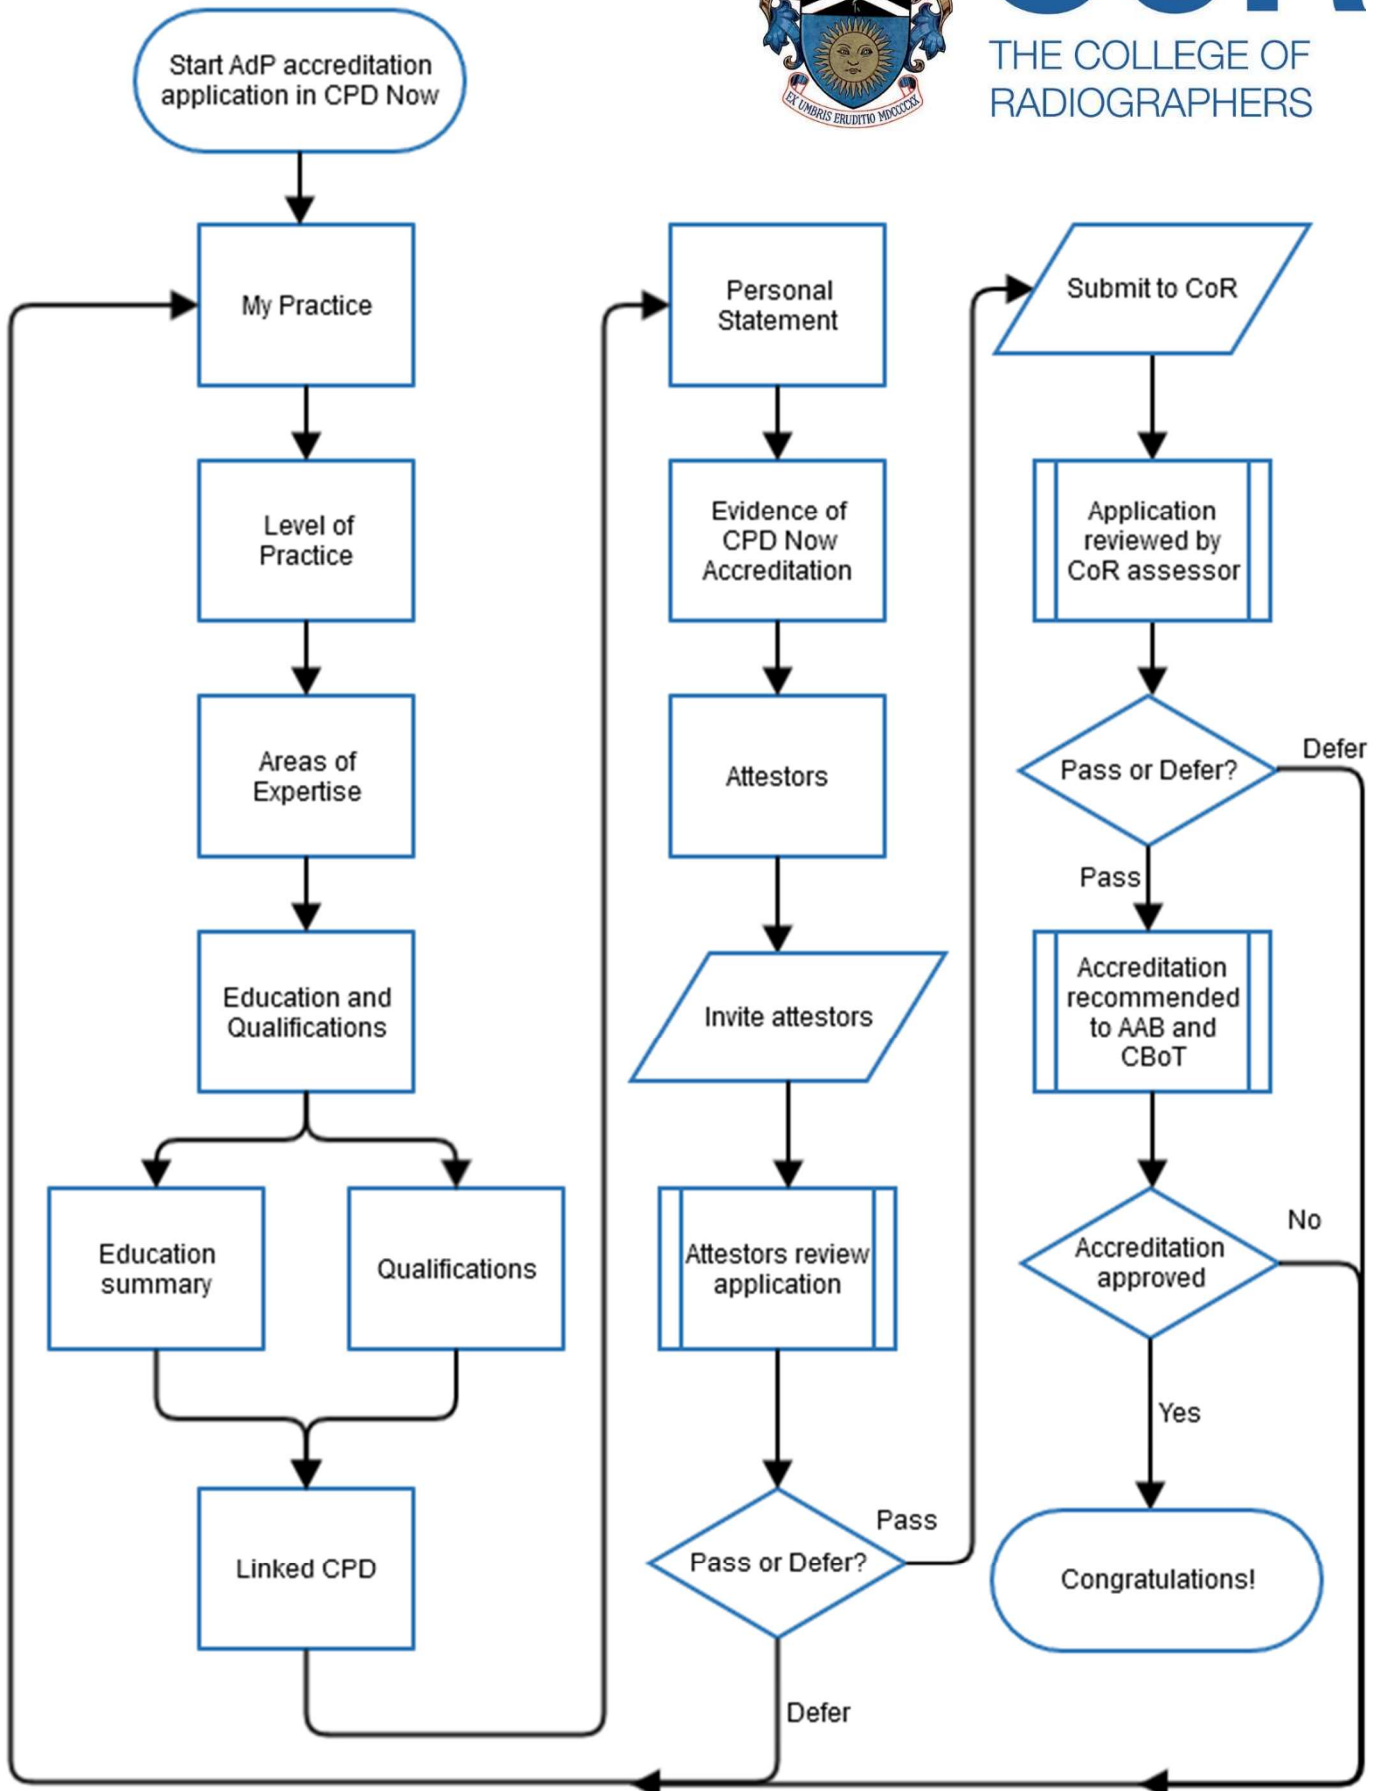 Start AdP accreditation
application in CPD Now
My Practice
Level of
Practice
Areas of
Expertise
Education and
Qualifications
Education
summary
Qualifications
Linked CPD
Personal
Statement
Evidence of
CPD Now
Accreditation
Attestors
Invite attestors
Attestors review
application
Pass or Defer?
Pass
Defer
EX UMBRIS ERUDITIO MDCCCCXX
THE COLLEGE OF
RADIOGRAPHERS
Submit to CoR
Application
reviewed by
CoR assessor
Pass or Defer?
Defer
Pass
Accreditation
recommended
to AAB and
CBoT
Accreditation
approved
No
Yes
Congratulations!